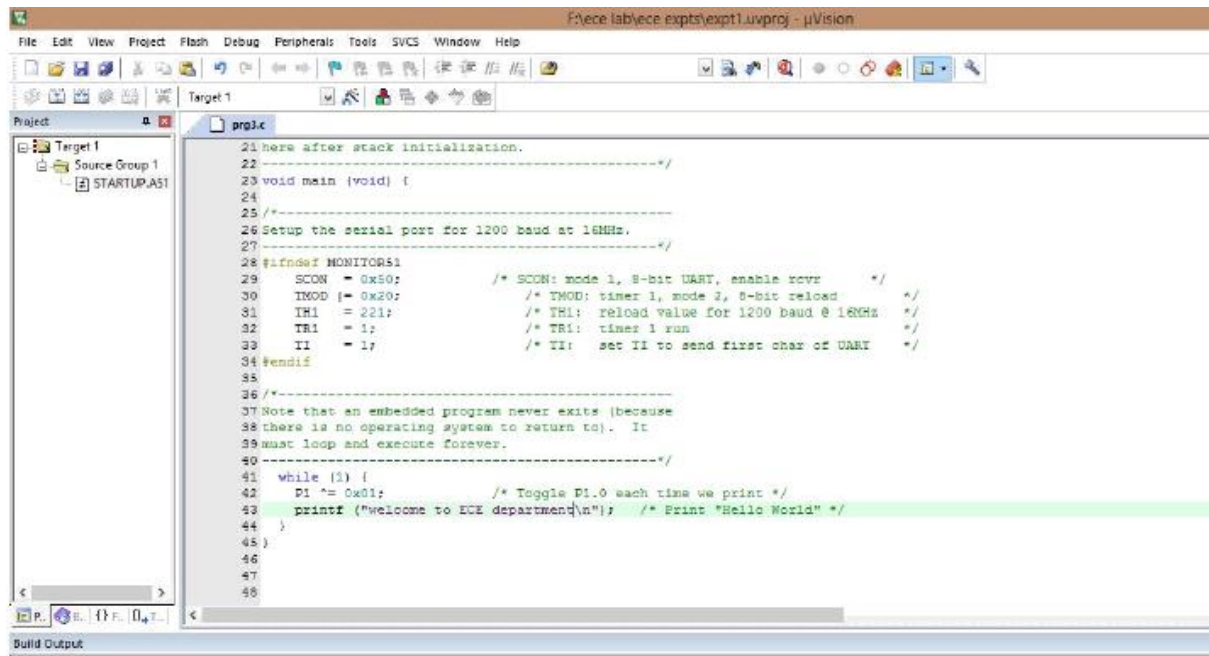 F:\ece lab\ece expts\expt1.uvproj - µVision
File Edit View Project Flash Debug Peripherals Tools SVCS Window Help
Target 1
Project
prg3.c
Target 1
Source Group 1
STARTUP.A51
21 here after stack initialization.
22 -------------------------------------------------*/
23 void main (void) {
24
25 /*------------------------------------------------
26 Setup the serial port for 1200 baud at 16MHz.
27 -------------------------------------------------*/
28 #ifndef MONITOR51
29 SCON = 0x50; /* SCON: mode 1, 8-bit UART, enable rcvr */
30 TMOD |= 0x20; /* TMOD: timer 1, mode 2, 8-bit reload */
31 TH1 = 221; /* TH1: reload value for 1200 baud @ 16MHz */
32 TR1 = 1; /* TR1: timer 1 run */
33 TI = 1; /* TI: set TI to send first char of UART */
34 #endif
35
36 /*------------------------------------------------
37 Note that an embedded program never exits (because
38 there is no operating system to return to). It
39 must loop and execute forever.
40 -------------------------------------------------*/
41 while (1) {
42 P1 ^= 0x01; /* Toggle P1.0 each time we print */
43 printf ("welcome to ECE department\n"); /* Print "Hello World" */
44 }
45 }
46
47
48
P... B... {} F... 0 T...
Build Output